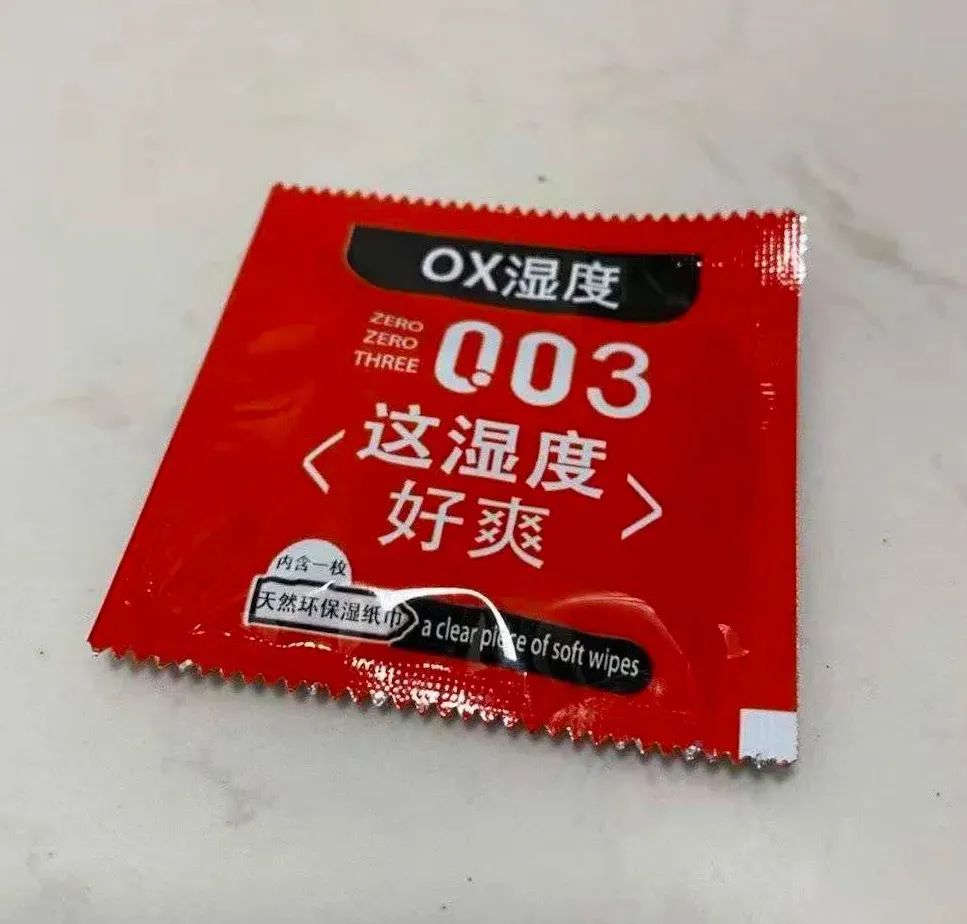 OX湿度
ZERO
ZERO
THREE
003
这湿度
好爽
内含一枚
天然环保湿纸巾
a clear piece of soft wipes